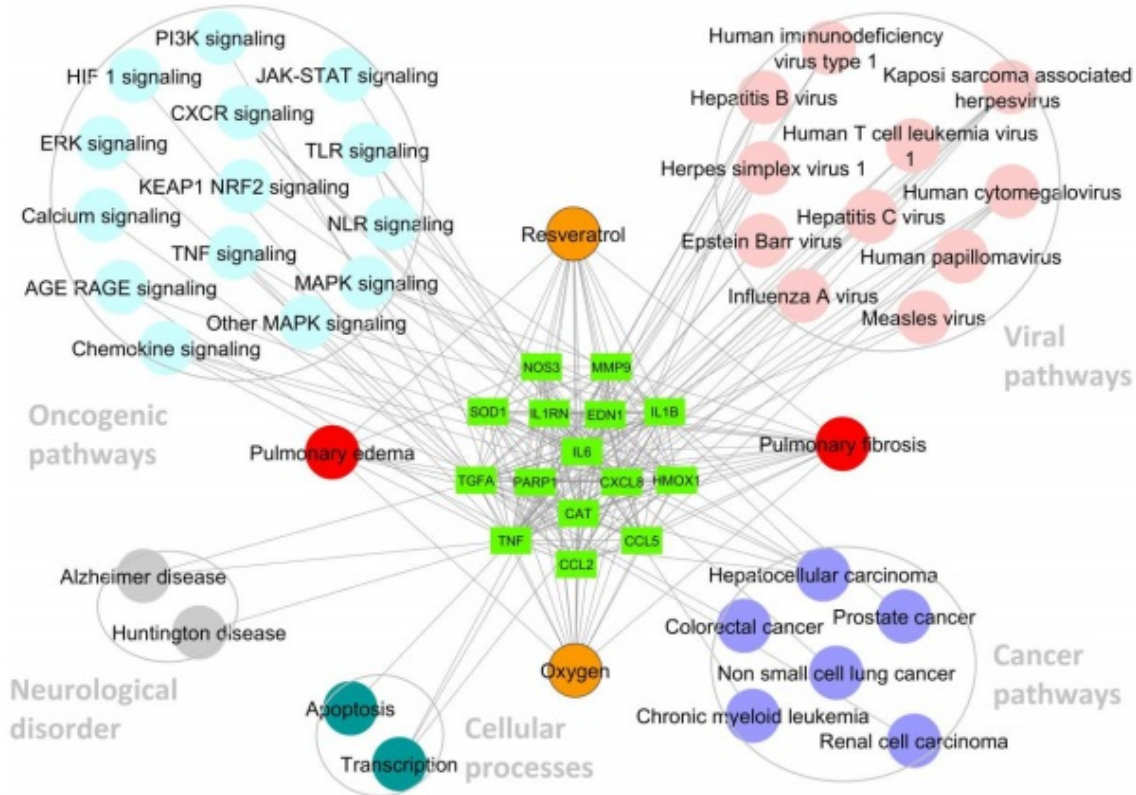 PI3K signaling
HIF 1 signaling
JAK-STAT signaling
CXCR signaling
ERK signaling
TLR signaling
KEAP1 NRF2 signaling
Calcium signaling
NLR signaling
TNF signaling
AGE RAGE signaling
MAPK signaling
Other MAPK signaling
Chemokine signaling
Oncogenic
pathways
Human immunodeficiency
virus type 1
Kaposi sarcoma associated
herpesvirus
Hepatitis B virus
Human T cell leukemia virus
1
Herpes simplex virus 1
Human cytomegalovirus
Hepatitis C virus
Epstein Barr virus
Human papillomavirus
Influenza A virus
Measles virus
Viral
pathways
Resveratrol
NOS3
MMP9
SOD1
IL1RN
EDN1
IL1B
Pulmonary edema
IL6
Pulmonary fibrosis
TGFA
PARP1
CXCL8
HMOX1
CAT
TNF
CCL5
CCL2
Alzheimer disease
Huntington disease
Neurological
disorder
Oxygen
Apoptosis
Transcription
Cellular
processes
Hepatocellular carcinoma
Prostate cancer
Colorectal cancer
Non small cell lung cancer
Chronic myeloid leukemia
Renal cell carcinoma
Cancer
pathways